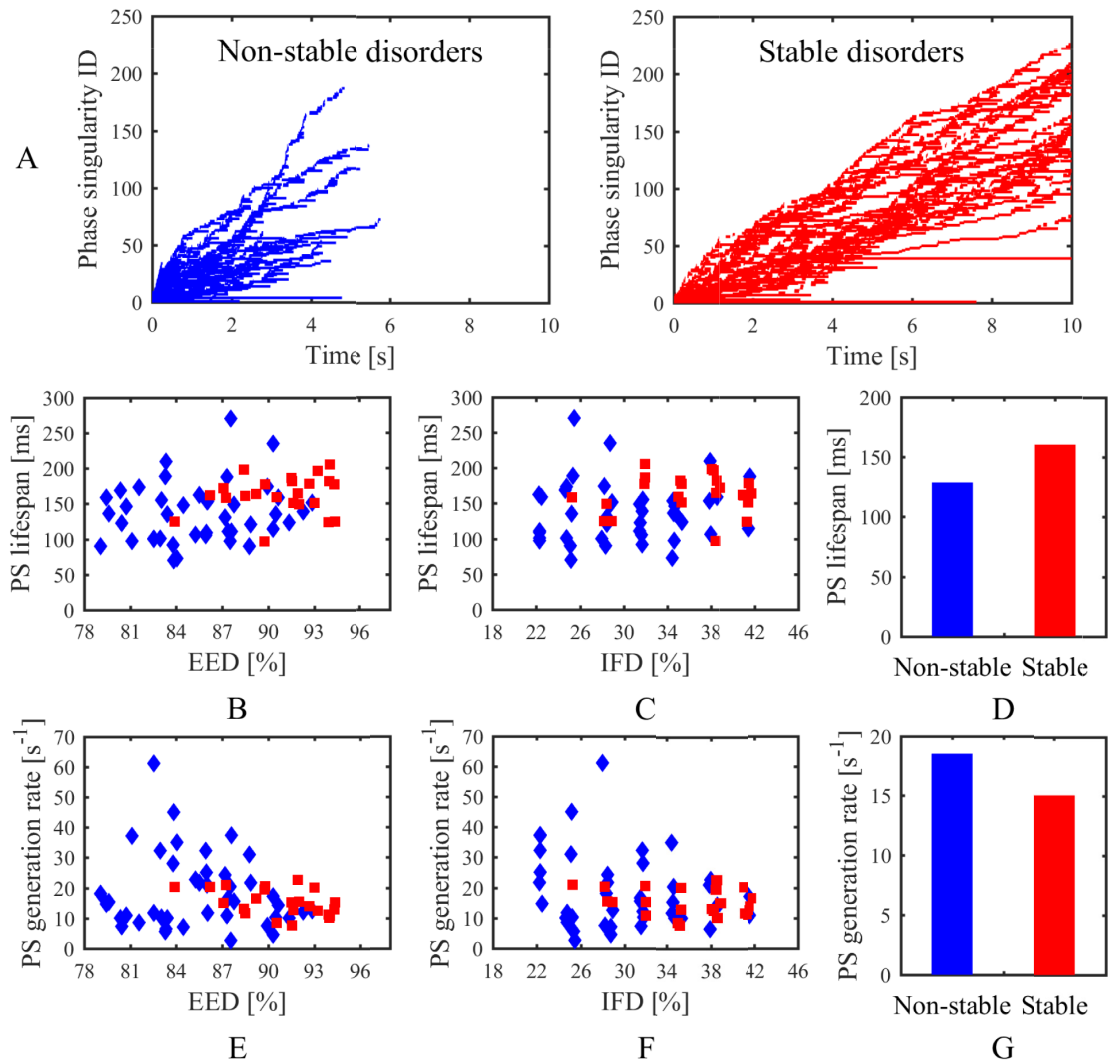 A
Phase singularity ID
250
200
150
100
50
0
Non-stable disorders
0 2 4 6 8 10
Time [s]
Phase singularity ID
250
200
150
100
50
0
Stable disorders
0 2 4 6 8 10
Time [s]
PS lifespan [ms]
300
250
200
150
100
50
0
78 81 84 87 90 93 96
EED [%]
B
PS lifespan [ms]
300
250
200
150
100
50
0
18 22 26 30 34 38 42 46
IFD [%]
C
PS lifespan [ms]
200
150
100
50
0
Non-stable Stable
D
PS generation rate [s-1]
70
60
50
40
30
20
10
0
78 81 84 87 90 93 96
EED [%]
E
PS generation rate [s-1]
70
60
50
40
30
20
10
0
18 22 26 30 34 38 42 46
IFD [%]
F
PS generation rate [s-1]
20
15
10
5
0
Non-stable Stable
G